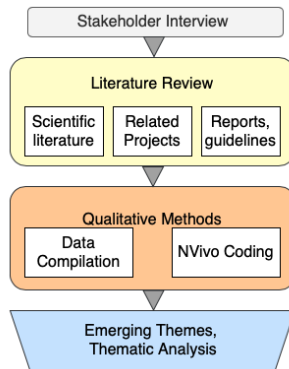 Stakeholder Interview
Literature Review
Scientific
literature
Related
Projects
Reports,
guidelines
Qualitative Methods
Data
Compilation
NVivo Coding
Emerging Themes,
Thematic Analysis